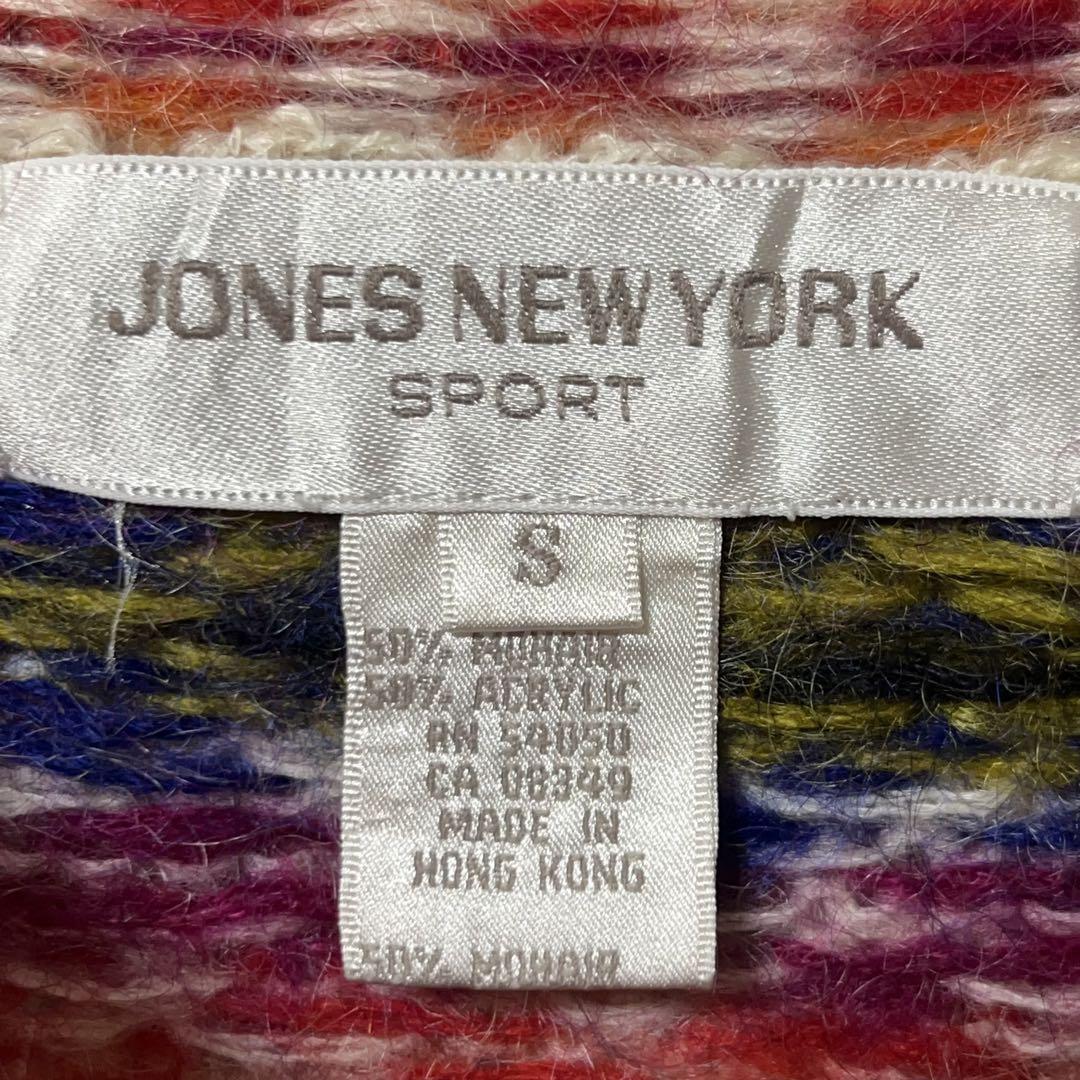 JONES NEW YORK
SPORT
S
50% MOHAIR
50% ACRYLIC
RN 54050
CA 08349
MADE IN
HONG KONG
50% MOHAIR